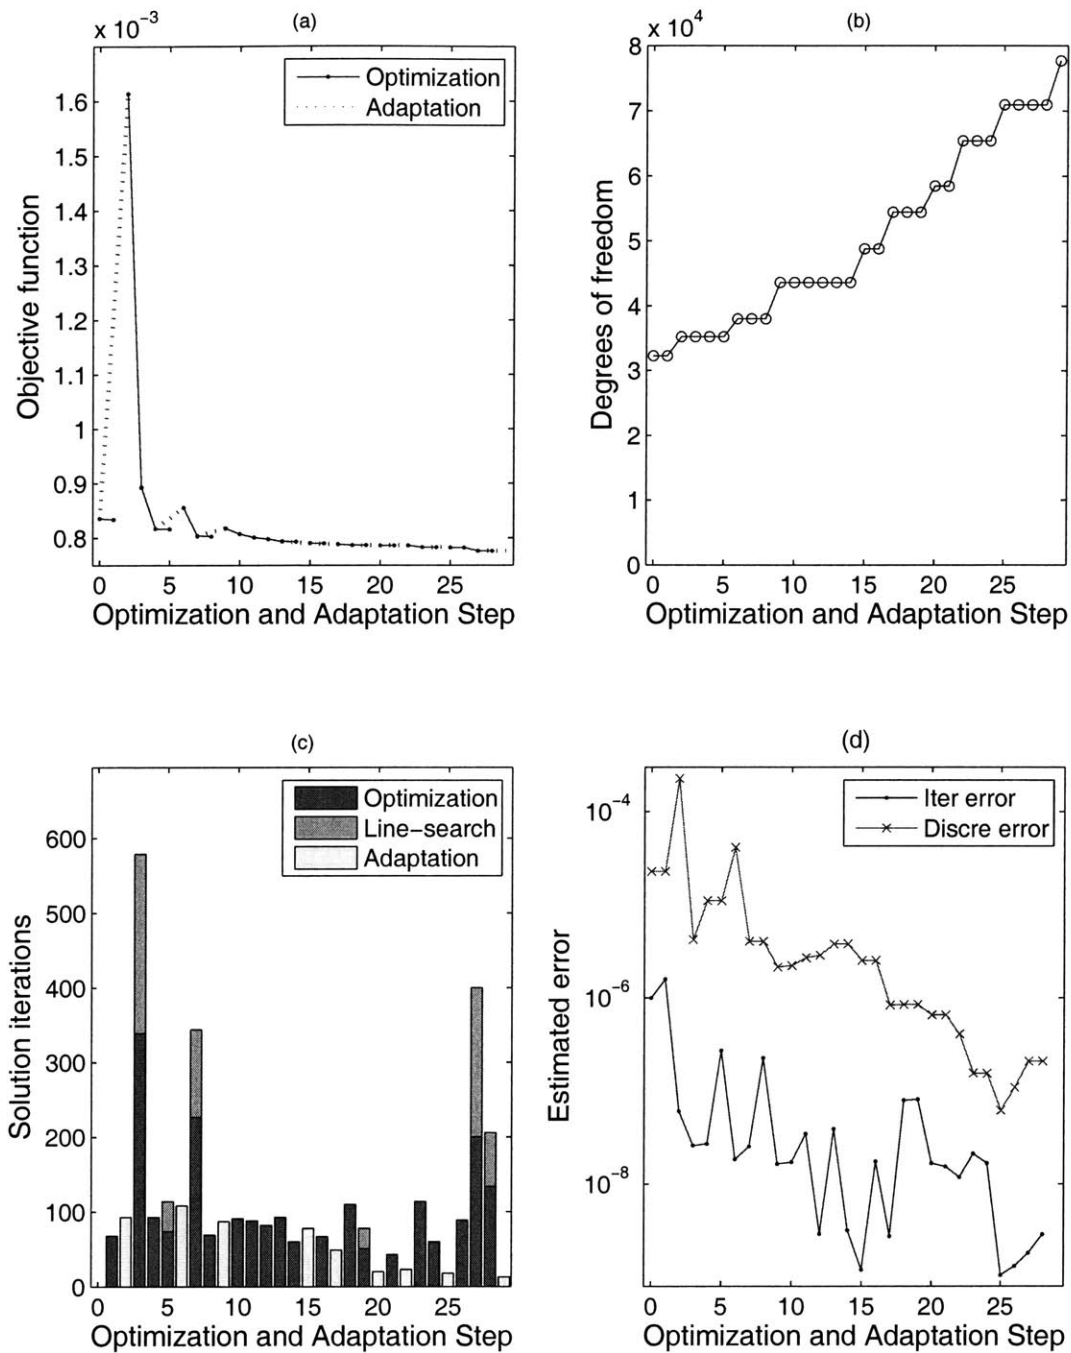 (a)
x 10−3
Optimization
Adaptation
1.6
1.5
1.4
1.3
1.2
1.1
1
0.9
0.8
Objective function
0 5 10 15 20 25
Optimization and Adaptation Step
(b)
x 104
8
7
6
5
4
3
2
1
0
Degrees of freedom
0 5 10 15 20 25
Optimization and Adaptation Step
(c)
Optimization
Line−search
Adaptation
600
500
400
300
200
100
0
Solution iterations
0 5 10 15 20 25
Optimization and Adaptation Step
(d)
Iter error
Discre error
10−4
10−6
10−8
Estimated error
0 5 10 15 20 25
Optimization and Adaptation Step